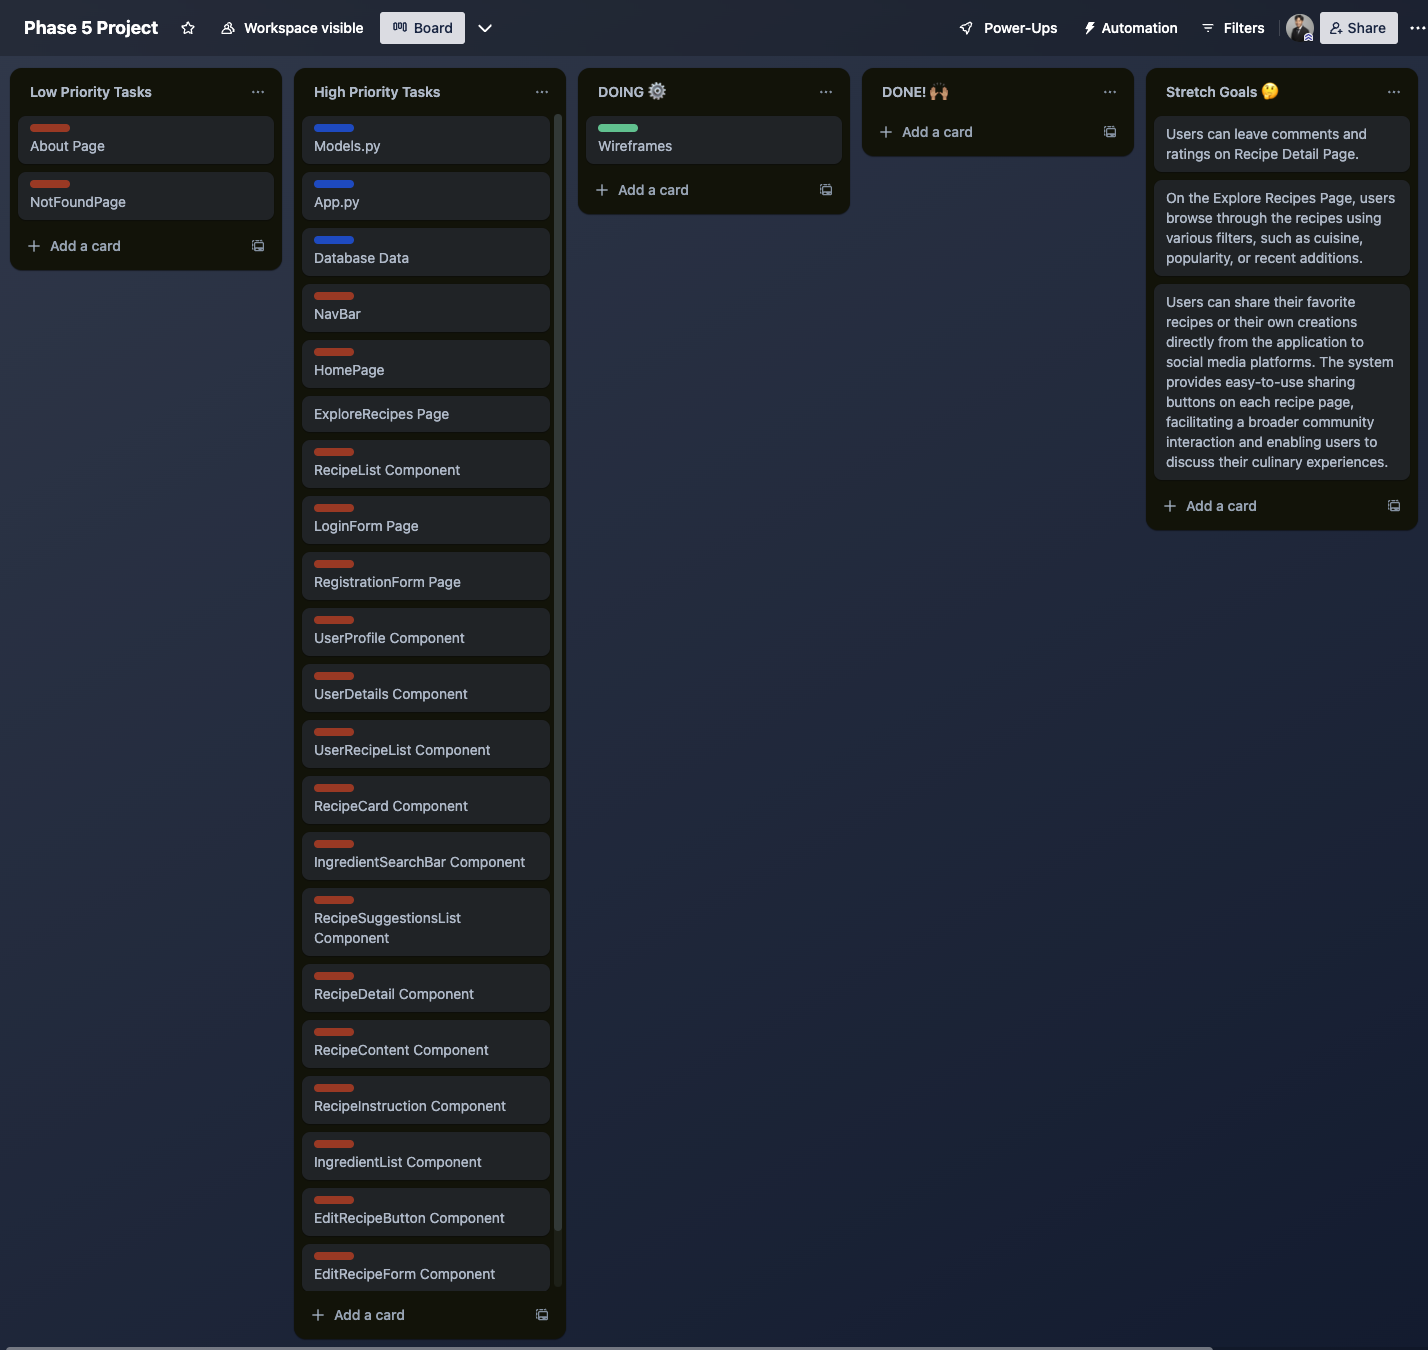 Phase 5 Project
Workspace visible
Board
Power-Ups
Automation
Filters
Share
Low Priority Tasks
About Page
NotFoundPage
Add a card
High Priority Tasks
Models.py
App.py
Database Data
NavBar
HomePage
ExploreRecipes Page
RecipeList Component
LoginForm Page
RegistrationForm Page
UserProfile Component
UserDetails Component
UserRecipeList Component
RecipeCard Component
IngredientSearchBar Component
RecipeSuggestionsList
Component
RecipeDetail Component
RecipeContent Component
RecipeInstruction Component
IngredientList Component
EditRecipeButton Component
EditRecipeForm Component
Add a card
DOING ⚙️
Wireframes
Add a card
DONE! 🙌🏽
Add a card
Stretch Goals 🤔
Users can leave comments and
ratings on Recipe Detail Page.
On the Explore Recipes Page, users
browse through the recipes using
various filters, such as cuisine,
popularity, or recent additions.
Users can share their favorite
recipes or their own creations
directly from the application to
social media platforms. The system
provides easy-to-use sharing
buttons on each recipe page,
facilitating a broader community
interaction and enabling users to
discuss their culinary experiences.
Add a card